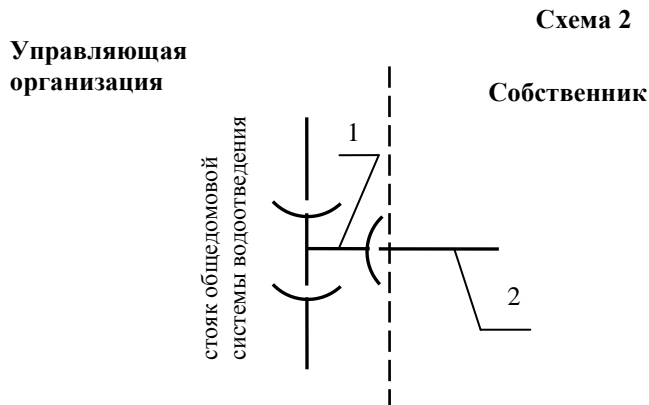 Схема 2
Управляющая
организация
Собственник
1
стояк общедомовой
системы водоотведения
2